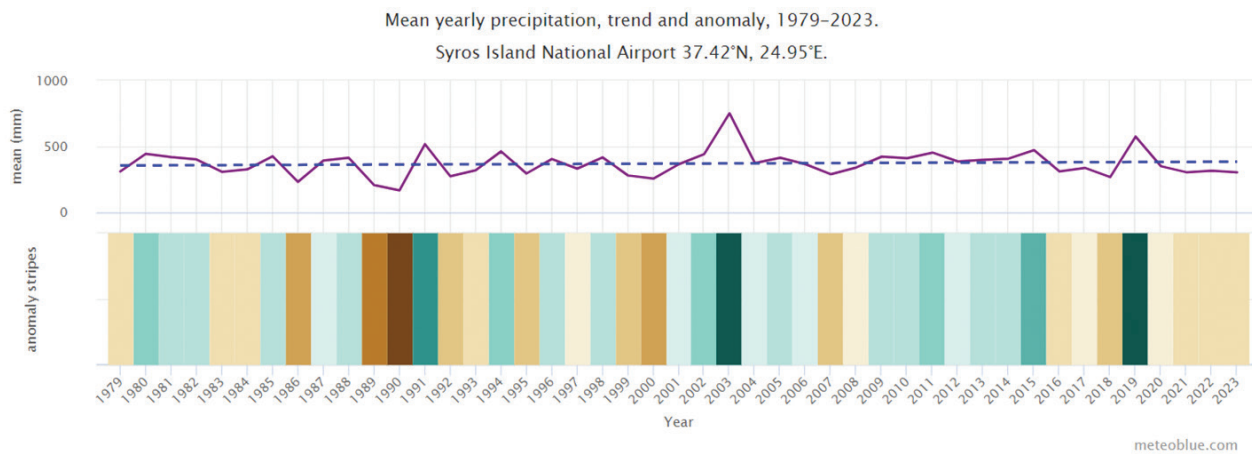 Mean yearly precipitation, trend and anomaly, 1979–2023.
Syros Island National Airport 37.42°N, 24.95°E.
1000
mean (mm)
500
0
anomaly stripes
1979 1980 1981 1982 1983 1984 1985 1986 1987 1988 1989 1990 1991 1992 1993 1994 1995 1996 1997 1998 1999 2000 2001 2002 2003 2004 2005 2006 2007 2008 2009 2010 2011 2012 2013 2014 2015 2016 2017 2018 2019 2020 2021 2022 2023
Year
meteoblue.com